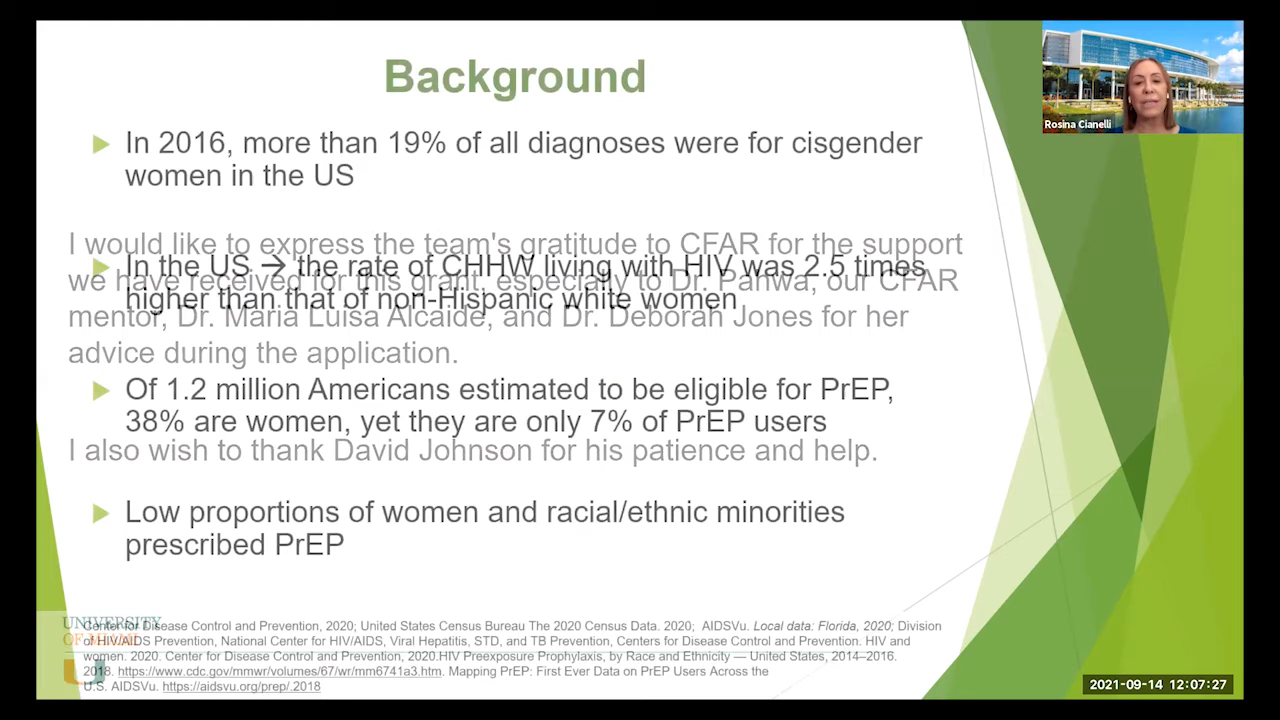 Background
Rosina Cianelli
In 2016, more than 19% of all diagnoses were for cisgender
women in the US
I would like to express the team's gratitude to CFAR for the support
In the US → the rate of CHHW living with HIV was 2.5 times
we have received for this grant, especially to Dr. Pahwa, our CFAR
higher than that of non-Hispanic white women
mentor, Dr. Maria Luisa Alcaide, and Dr. Deborah Jones for her
advice during the application.
Of 1.2 million Americans estimated to be eligible for PrEP,
38% are women, yet they are only 7% of PrEP users
I also wish to thank David Johnson for his patience and help.
Low proportions of women and racial/ethnic minorities
prescribed PrEP
UNIVERSITY
OF MIAMI
Center for Disease Control and Prevention, 2020; United States Census Bureau The 2020 Census Data. 2020; AIDSVu. Local data: Florida, 2020; Division
of HIV/AIDS Prevention, National Center for HIV/AIDS, Viral Hepatitis, STD, and TB Prevention, Centers for Disease Control and Prevention. HIV and
women. 2020. Center for Disease Control and Prevention, 2020.HIV Preexposure Prophylaxis, by Race and Ethnicity — United States, 2014–2016.
2018. https://www.cdc.gov/mmwr/volumes/67/wr/mm6741a3.htm. Mapping PrEP: First Ever Data on PrEP Users Across the
U.S. AIDSVu. https://aidsvu.org/prep/.2018
2021-09-14 12:07:27